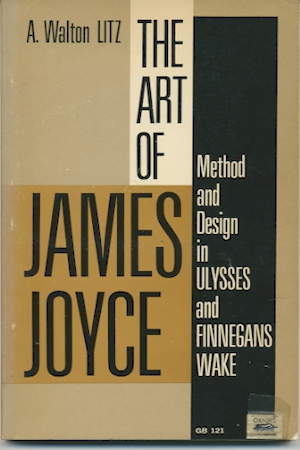 A. Walton LITZ
THE
ART
OF
JAMES
JOYCE
Method
and
Design
in
ULYSSES
and
FINNEGANS
WAKE
GB 121